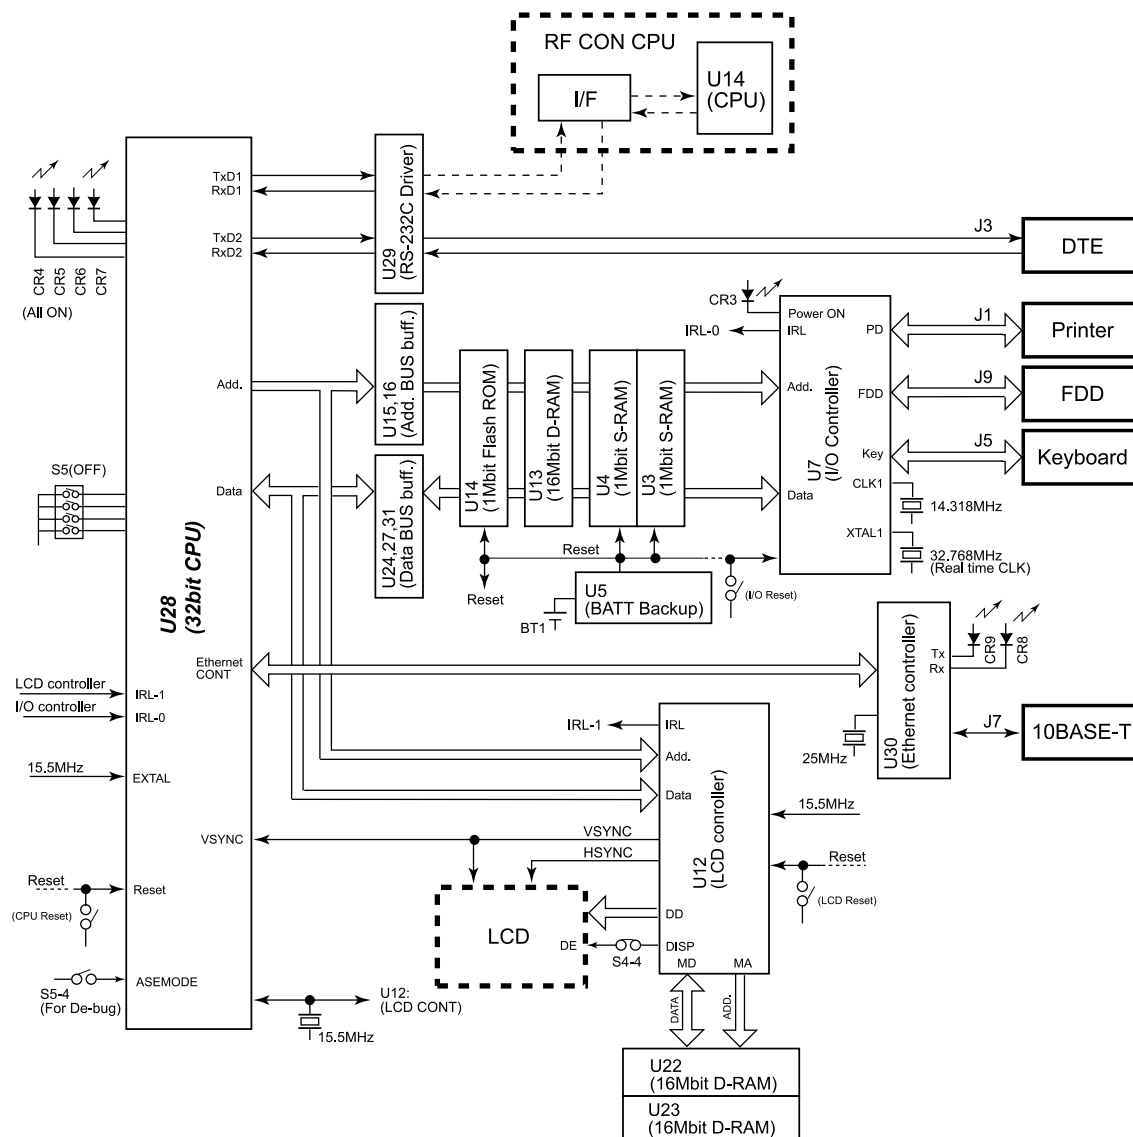 RF CON CPU
I/F
U14
(CPU)
TxD1
RxD1
TxD2
RxD2
U29
(RS-232C Driver)
J3
DTE
CR4
CR5
CR6
CR7
(All ON)
CR3
Power ON
IRL-0
IRL
PD
J1
Printer
Add.
U15,16
(Add. BUS buff.)
U14
(1Mbit Flash ROM)
U13
(16Mbit D-RAM)
U4
(1Mbit S-RAM)
U3
(1Mbit S-RAM)
Add.
U7
(I/O Controller)
FDD
J9
FDD
Key
J5
Keyboard
S5(OFF)
Data
U24,27,31
(Data BUS buff.)
Data
CLK1
14.318MHz
XTAL1
32.768MHz
(Real time CLK)
Reset
Reset
U5
(BATT Backup)
BT1
(I/O Reset)
U28
(32bit CPU)
Ethernet
CONT
Tx
Rx
CR9
CR8
U30
(Ethernet controller)
25MHz
J7
10BASE-T
LCD controller
IRL-1
I/O controller
IRL-0
15.5MHz
EXTAL
IRL-1
IRL
Add.
Data
U12
(LCD conroller)
15.5MHz
VSYNC
VSYNC
HSYNC
Reset
(LCD Reset)
Reset
Reset
(CPU Reset)
LCD
DD
DE
S4-4
DISP
MD
MA
ASEMODE
S5-4
(For De-bug)
U12:
(LCD CONT)
15.5MHz
DATA
ADD.
U22
(16Mbit D-RAM)
U23
(16Mbit D-RAM)